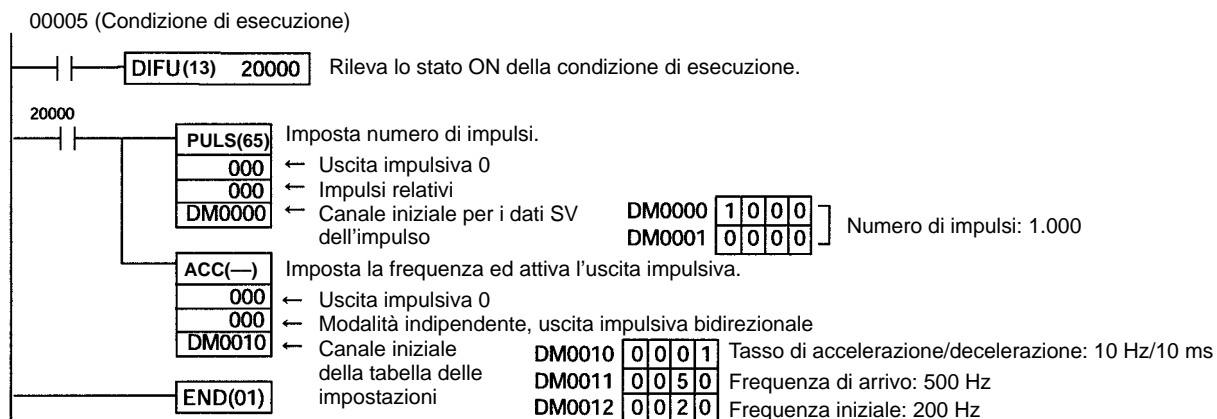 00005 (Condizione di esecuzione)
DIFU(13) 20000 Rileva lo stato ON della condizione di esecuzione.
20000
PULS(65) Imposta numero di impulsi.
000 ← Uscita impulsiva 0
000 ← Impulsi relativi
DM0000 ← Canale iniziale per i dati SV
dell'impulso
DM0000 1 0 0 0
DM0001 0 0 0 0
Numero di impulsi: 1.000
ACC(—) Imposta la frequenza ed attiva l'uscita impulsiva.
000 ← Uscita impulsiva 0
000 ← Modalità indipendente, uscita impulsiva bidirezionale
DM0010 ← Canale iniziale
della tabella delle
impostazioni
DM0010 0 0 0 1 Tasso di accelerazione/decelerazione: 10 Hz/10 ms
DM0011 0 0 5 0 Frequenza di arrivo: 500 Hz
DM0012 0 0 2 0 Frequenza iniziale: 200 Hz
END(01)